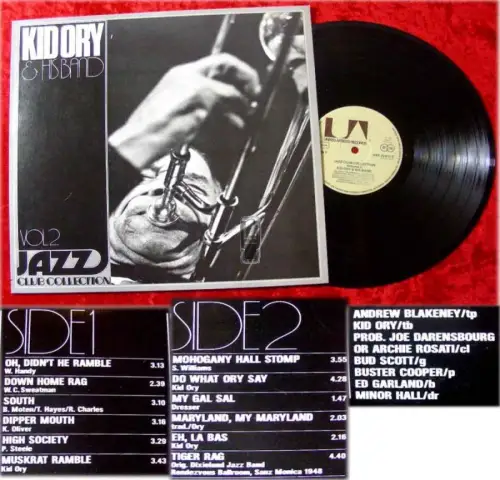 KID ORY
& HIS BAND
VOL2
JAZZ
CLUB COLLECTION
UA
SIDE 1
OH, DIDN'T HE RAMBLE 3.13
W. Handy
DOWN HOME RAG 2.39
W. C. Sweatman
SOUTH 3.10
B. Moten/T. Hayes/R. Charles
DIPPER MOUTH 3.16
K. Oliver
HIGH SOCIETY 3.29
P. Steele
MUSKRAT RAMBLE 3.43
Kid Ory
SIDE 2
MOHOGANY HALL STOMP 3.55
S. Williams
DO WHAT ORY SAY 4.28
Kid Ory
MY GAL SAL 1.47
Dresser
MARYLAND, MY MARYLAND 2.03
trad./Ory
EH, LA BAS 2.16
Kid Ory
TIGER RAG 4.40
Orig. Dixieland Jazz Band
Rendezvous Ballroom, Sanz Monica 1948
ANDREW BLAKENEY/tp
KID ORY/tb
PROB. JOE DARENSBOURG
OR ARCHIE ROSATI/cl
BUD SCOTT/g
BUSTER COOPER/p
ED GARLAND/b
MINOR HALL/dr